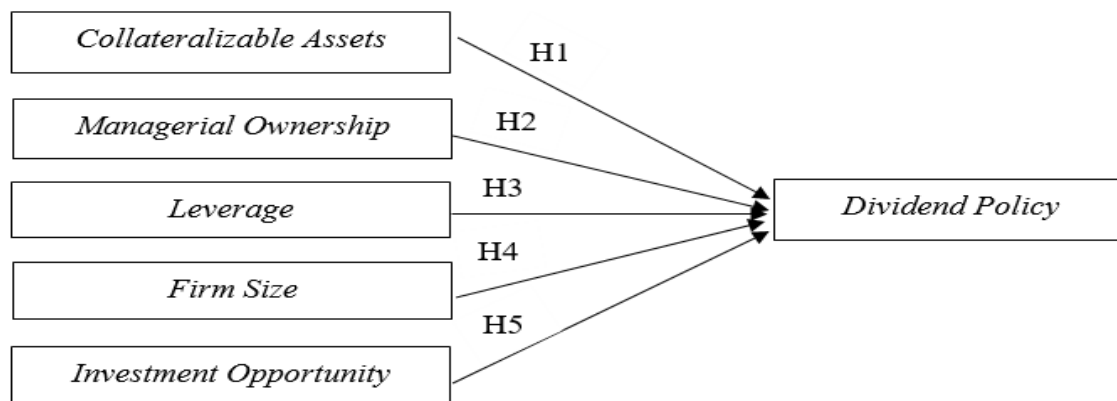 Collateralizable Assets
H1
Managerial Ownership
H2
Leverage
H3
Dividend Policy
Firm Size
H4
Investment Opportunity
H5